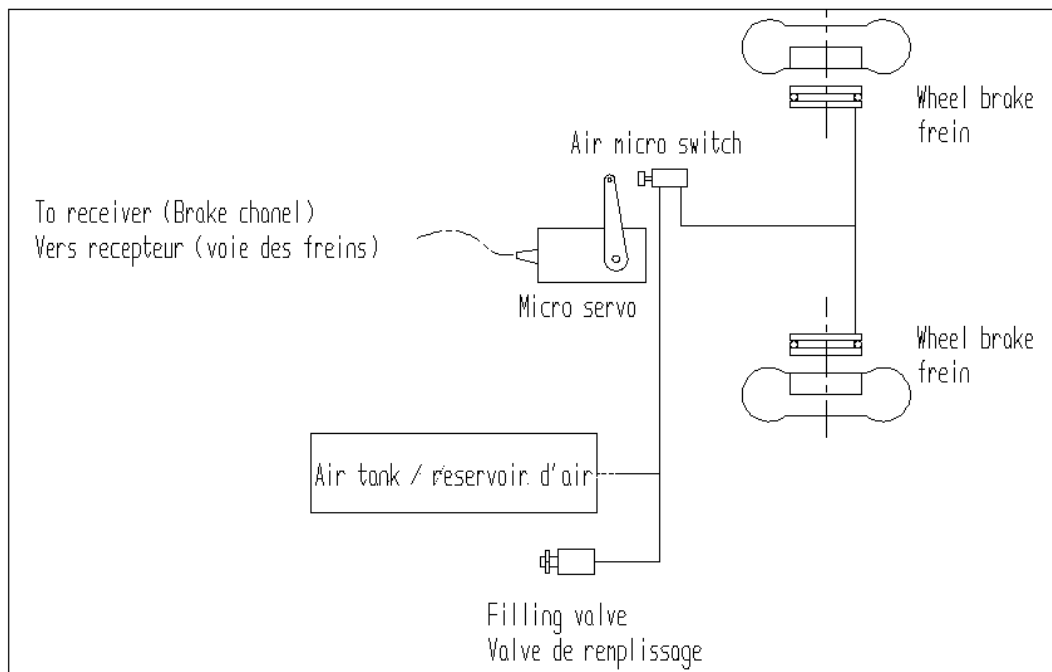 Wheel brake
frein
Air micro switch
To receiver (Brake chanel)
Vers recepteur (voie des freins)
Micro servo
Wheel brake
frein
Air tank / reservoir d'air
Filling valve
Valve de remplissage